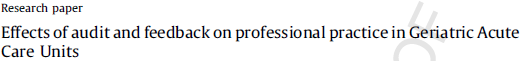 Research paper
Effects of audit and feedback on professional practice in Geriatric Acute
Care Units